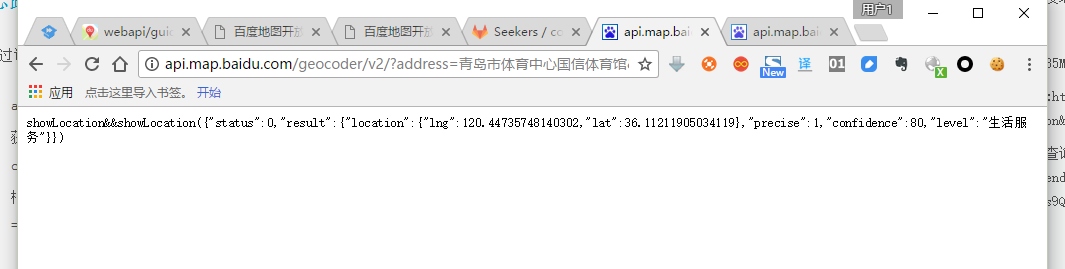 用户1
webapi/guid
百度地图开放
百度地图开放
Seekers / co
api.map.bai
api.map.bai
api.map.baidu.com/geocoder/v2/?address=青岛市体育中心国信体育馆
New
译
01
X
应用 点击这里导入书签。 开始
showLocation&&showLocation({"status":0,"result":{"location":{"lng":120.44735748140302,"lat":36.11211905034119},"precise":1,"confidence":80,"level":"生活服
务"}})